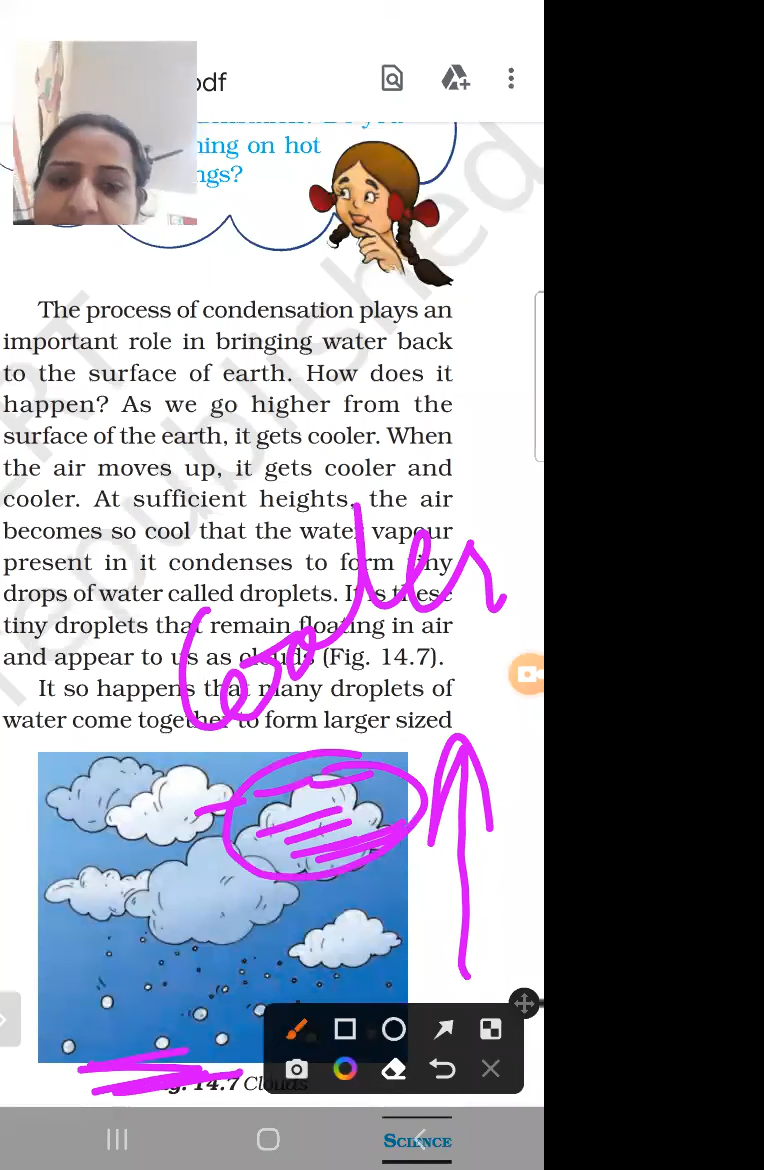 pdf
ning on hot
ngs?
The process of condensation plays an
important role in bringing water back
to the surface of earth. How does it
happen? As we go higher from the
surface of the earth, it gets cooler. When
the air moves up, it gets cooler and
cooler. At sufficient heights, the air
becomes so cool that the water vapour
present in it condenses to form tiny
drops of water called droplets. It is these
tiny droplets that remain floating in air
and appear to us as clouds (Fig. 14.7).
Cooler
It so happens that many droplets of
water come together to form larger sized
Fig. 14.7 Clouds
SCIENCE